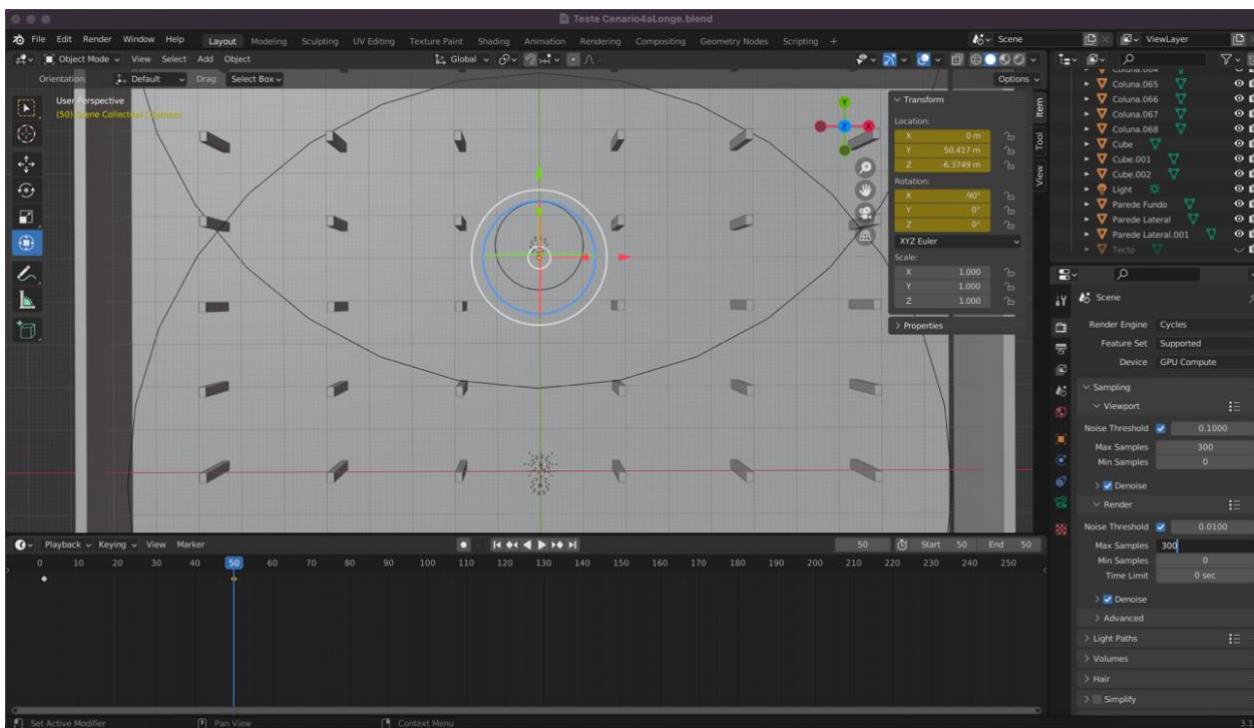 Teste Cenario4aLonge.blend
File Edit Render Window Help Layout Modeling Sculpting UV Editing Texture Paint Shading Animation Rendering Compositing Geometry Nodes Scripting + Scene ViewLayer
Object Mode View Select Add Object Global
Orientation: Default Drag: Select Box Options
User Perspective
(50) Scene Collection
Transform
Location:
X 0 m
Y 50.417 m
Z -6.3749 m
Rotation:
X -90°
Y 0°
Z 0°
XYZ Euler
Scale:
X 1.000
Y 1.000
Z 1.000
> Properties
Item
Tool
View
Y
Z
X
Coluna.064
Coluna.065
Coluna.066
Coluna.067
Coluna.068
Cube
Cube.001
Cube.002
Light
Parede Fundo
Parede Lateral
Parede Lateral.001
Tecto
Scene
Render Engine Cycles
Feature Set Supported
Device GPU Compute
Sampling
Viewport
Noise Threshold 0.1000
Max Samples 300
Min Samples 0
> Denoise
Render
Noise Threshold 0.0100
Max Samples 300
Min Samples 0
Time Limit 0 sec
> Denoise
> Advanced
> Light Paths
> Volumes
> Hair
> Simplify
Playback Keying View Marker 50 Start 50 End 50
0 10 20 30 40 50 60 70 80 90 100 110 120 130 140 150 160 170 180 190 200 210 220 230 240 250
Set Active Modifier Pan View Context Menu